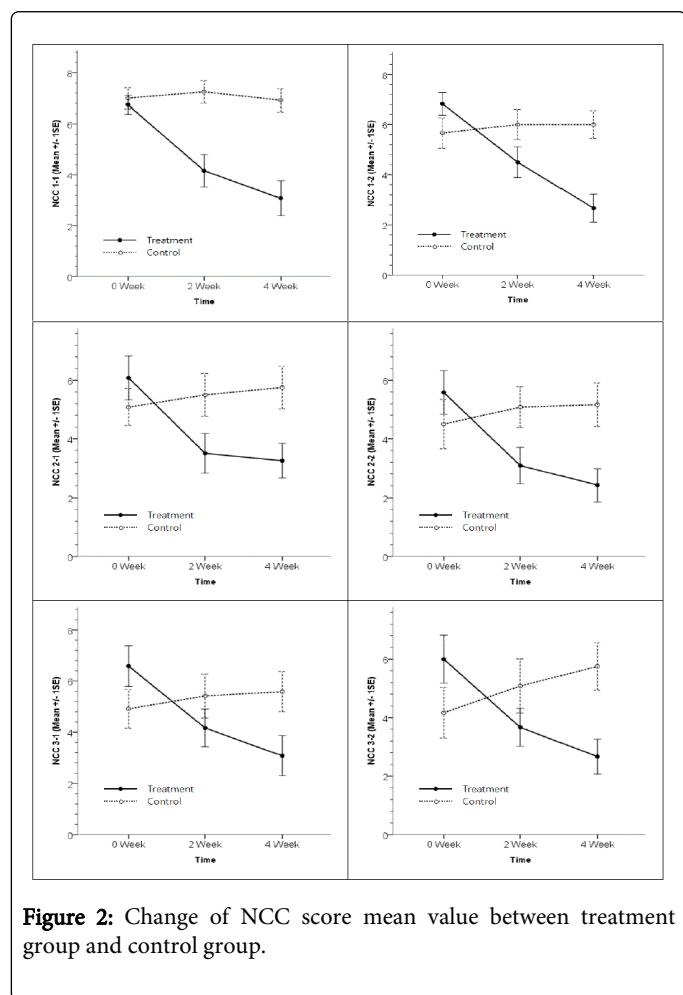 NCC 1-1 (Mean +/- 1SE)
8
6
4
2
0
Treatment
Control
0 Week
2 Week
4 Week
Time
NCC 1-2 (Mean +/- 1SE)
8
6
4
2
0
Treatment
Control
0 Week
2 Week
4 Week
Time
NCC 2-1 (Mean +/- 1SE)
6
4
2
0
Treatment
Control
0 Week
2 Week
4 Week
Time
NCC 2-2 (Mean +/- 1SE)
6
4
2
0
Treatment
Control
0 Week
2 Week
4 Week
Time
NCC 3-1 (Mean +/- 1SE)
8
6
4
2
0
Treatment
Control
0 Week
2 Week
4 Week
Time
NCC 3-2 (Mean +/- 1SE)
6
4
2
0
Treatment
Control
0 Week
2 Week
4 Week
Time
Figure 2: Change of NCC score mean value between treatment
group and control group.